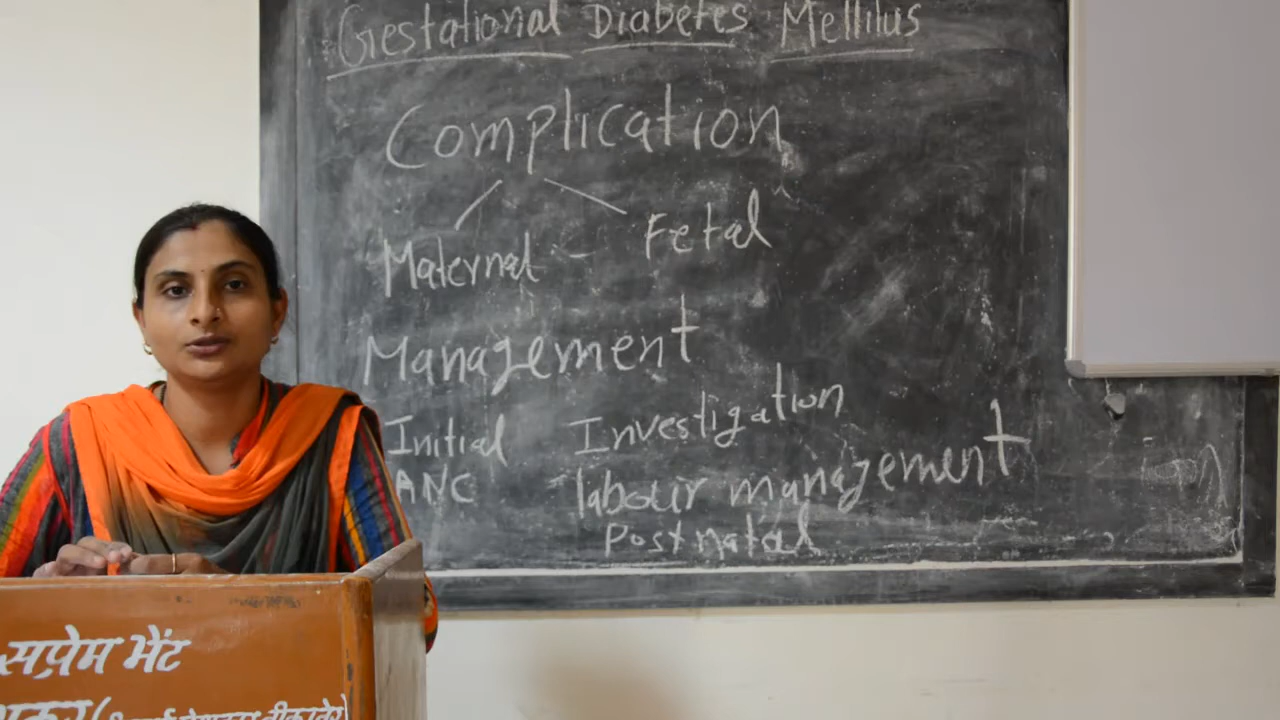 Gestational Diabetes Mellitus
Complication
Maternal Fetal
Management
Initial Investigation
ANC labour management
Postnatal
सप्रेम भेंट